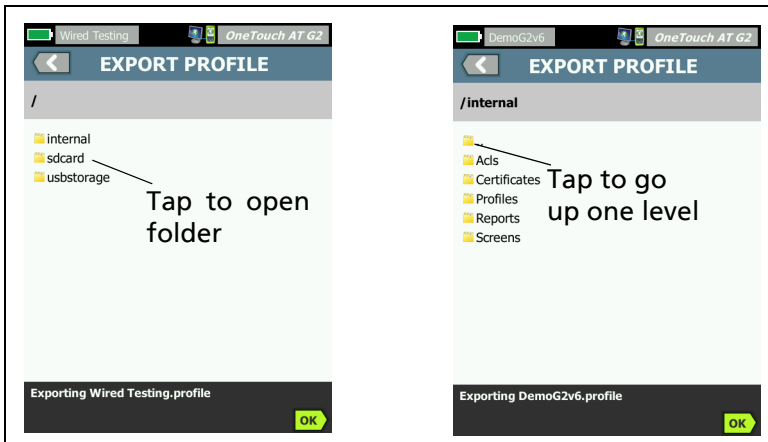 Wired Testing OneTouch AT G2
EXPORT PROFILE
/
internal
sdcard
usbstorage
Tap to open
folder
Exporting Wired Testing.profile
OK
DemoG2v6 OneTouch AT G2
EXPORT PROFILE
/internal
..
Acls
Certificates
Profiles
Reports
Screens
Tap to go
up one level
Exporting DemoG2v6.profile
OK